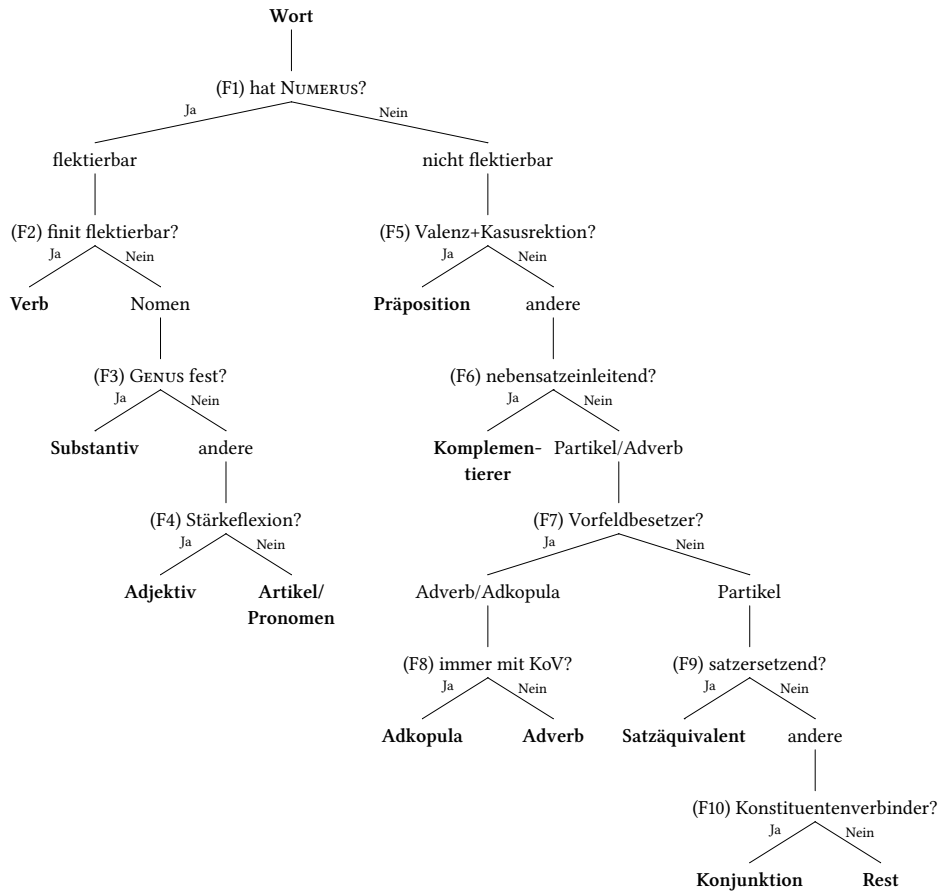 Wort
(F1) hat NUMERUS?
Ja
Nein
flektierbar
nicht flektierbar
(F2) finit flektierbar?
(F5) Valenz+Kasusrektion?
Ja
Nein
Ja
Nein
Verb
Nomen
Präposition
andere
(F3) GENUS fest?
(F6) nebensatzeinleitend?
Ja
Nein
Ja
Nein
Substantiv
andere
Komplemen-
tierer
Partikel/Adverb
(F4) Stärkeflexion?
(F7) Vorfeldbesetzer?
Ja
Nein
Ja
Nein
Adjektiv
Artikel/
Pronomen
Adverb/Adkopula
Partikel
(F8) immer mit KoV?
(F9) satzersetzend?
Ja
Nein
Ja
Nein
Adkopula
Adverb
Satzäquivalent
andere
(F10) Konstituentenverbinder?
Ja
Nein
Konjunktion
Rest